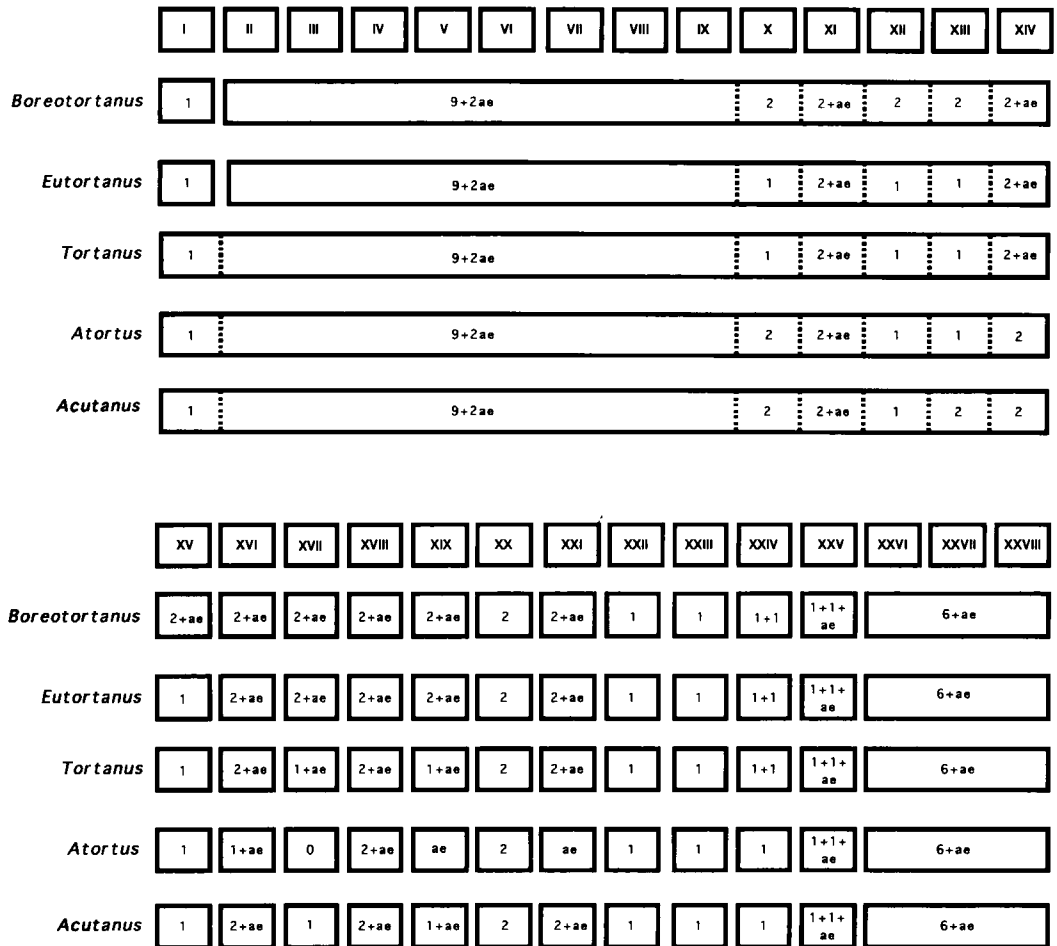 I II III IV V VI VII VIII IX X XI XII XIII XIV
Boreotortanus 1 9+2ae 2 2+ae 2 2 2+ae
Eutortanus 1 9+2ae 1 2+ae 1 1 2+ae
Tortanus 1 9+2ae 1 2+ae 1 1 2+ae
Atortus 1 9+2ae 2 2+ae 1 1 2
Acutanus 1 9+2ae 2 2+ae 1 2 2
XV XVI XVII XVIII XIX XX XXI XXII XXIII XXIV XXV XXVI XXVII XXVIII
Boreotortanus 2+ae 2+ae 2+ae 2+ae 2+ae 2 2+ae 1 1 1+1 1+1+ae 6+ae
Eutortanus 1 2+ae 2+ae 2+ae 2+ae 2 2+ae 1 1 1+1 1+1+ae 6+ae
Tortanus 1 2+ae 1+ae 2+ae 1+ae 2 2+ae 1 1 1+1 1+1+ae 6+ae
Atortus 1 1+ae 0 2+ae ae 2 ae 1 1 1 1+1+ae 6+ae
Acutanus 1 2+ae 1 2+ae 1+ae 2 2+ae 1 1 1 1+1+ae 6+ae